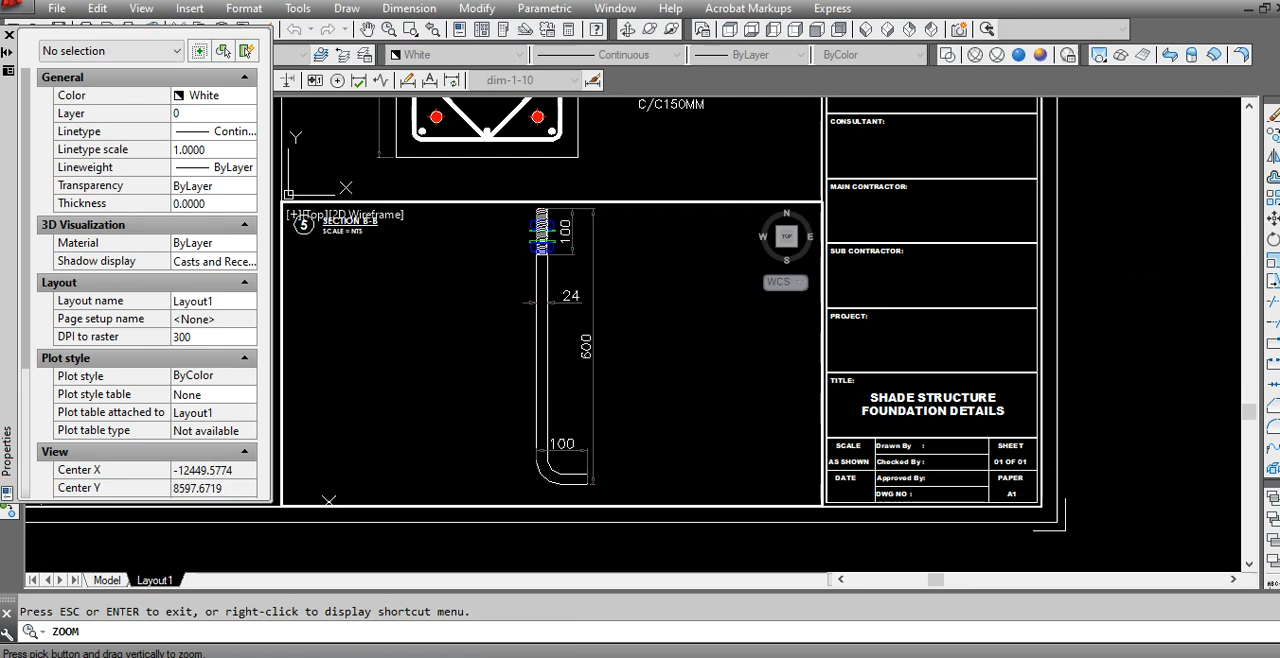 File Edit View Insert Format Tools Draw Dimension Modify Parametric Window Help Acrobat Markups Express
White Continuous ByLayer ByColor
dim-1-10
No selection
General
Color White
Layer 0
Linetype Contin...
Linetype scale 1.0000
Lineweight ByLayer
Transparency ByLayer
Thickness 0.0000
3D Visualization
Material ByLayer
Shadow display Casts and Rece...
Layout
Layout name Layout1
Page setup name <None>
DPI to raster 300
Plot style
Plot style ByColor
Plot style table None
Plot table attached to Layout1
Plot table type Not available
View
Center X -12449.5774
Center Y 8597.6719
Properties
C/C150MM
Y
X
[+][Top][2D Wireframe]
5 SECTION B-B
SCALE = NTS
100
24
600
100
N
W TOP E
S
WCS
CONSULTANT:
MAIN CONTRACTOR:
SUB CONTRACTOR:
PROJECT:
TITLE:
SHADE STRUCTURE
FOUNDATION DETAILS
SCALE Drawn By : SHEET
AS SHOWN Checked By : 01 OF 01
DATE Approved By: PAPER
DWG NO : A1
Model Layout1
Press ESC or ENTER to exit, or right-click to display shortcut menu.
ZOOM
Press pick button and drag vertically to zoom.